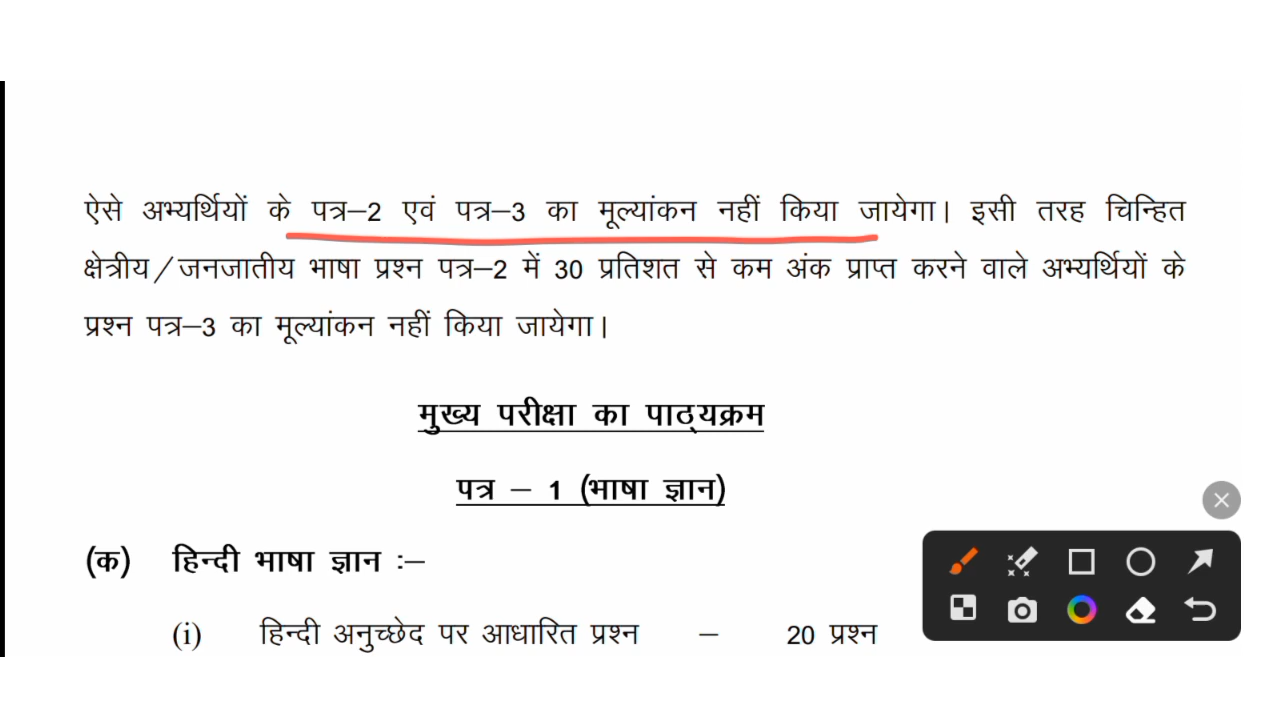 ऐसे अभ्यर्थियों के पत्र–2 एवं पत्र–3 का मूल्यांकन नहीं किया जायेगा। इसी तरह चिन्हित
क्षेत्रीय/जनजातीय भाषा प्रश्न पत्र–2 में 30 प्रतिशत से कम अंक प्राप्त करने वाले अभ्यर्थियों के
प्रश्न पत्र–3 का मूल्यांकन नहीं किया जायेगा।
मुख्य परीक्षा का पाठ्यक्रम
पत्र – 1 (भाषा ज्ञान)
(क) हिन्दी भाषा ज्ञान :–
(i) हिन्दी अनुच्छेद पर आधारित प्रश्न – 20 प्रश्न